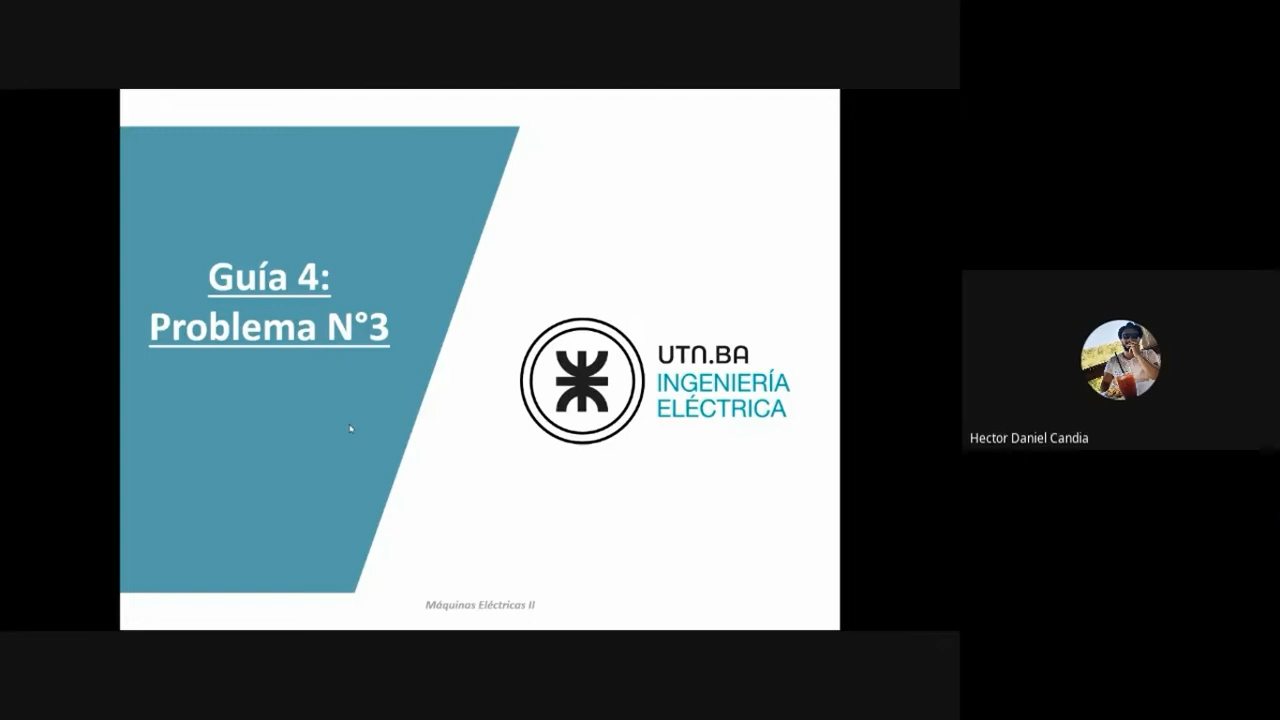 Guía 4:
Problema N°3
UTN.BA
INGENIERÍA
ELÉCTRICA
Máquinas Eléctricas II
Hector Daniel Candia